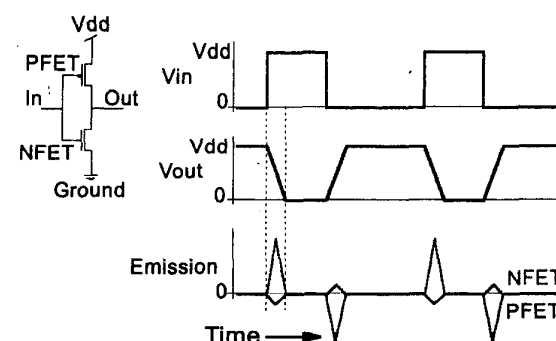 Vdd
PFET
In
Out
NFET
Ground
Vdd
Vin
0
Vdd
Vout
0
Emission
0
NFET
PFET
Time